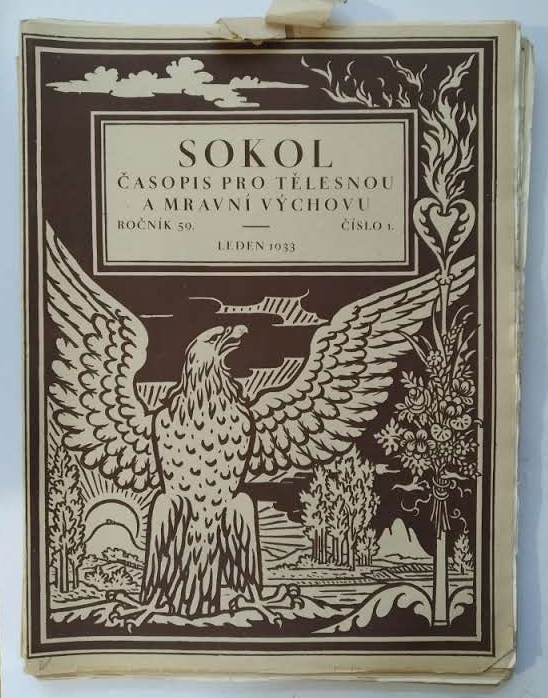 SOKOL
ČASOPIS PRO TĚLESNOU
A MRAVNÍ VÝCHOVU
ROČNÍK 59. — ČÍSLO 1.
LEDEN 1933